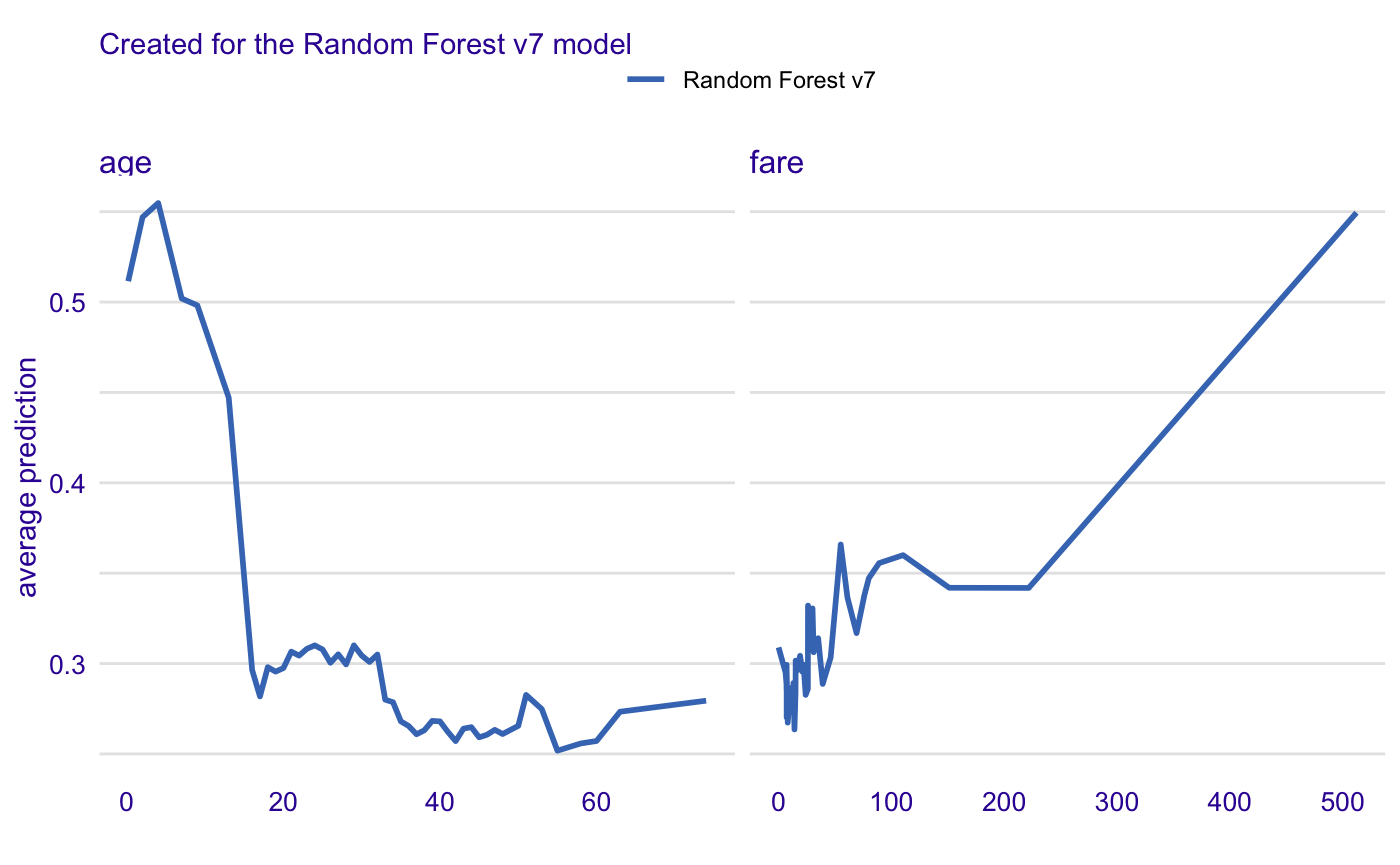 Created for the Random Forest v7 model
Random Forest v7
age
fare
average prediction
0.5
0.4
0.3
0 20 40 60
0 100 200 300 400 500